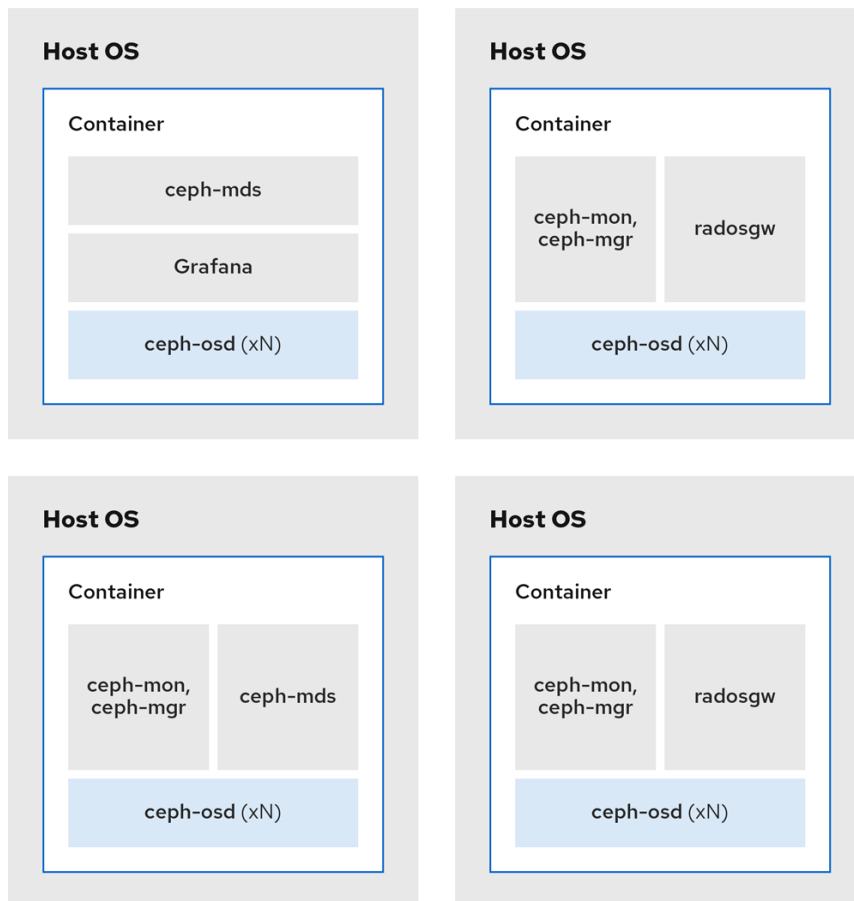 Host OS
Container
ceph-mds
Grafana
ceph-osd (xN)
Host OS
Container
ceph-mon,
ceph-mgr
radosgw
ceph-osd (xN)
Host OS
Container
ceph-mon,
ceph-mgr
ceph-mds
ceph-osd (xN)
Host OS
Container
ceph-mon,
ceph-mgr
radosgw
ceph-osd (xN)